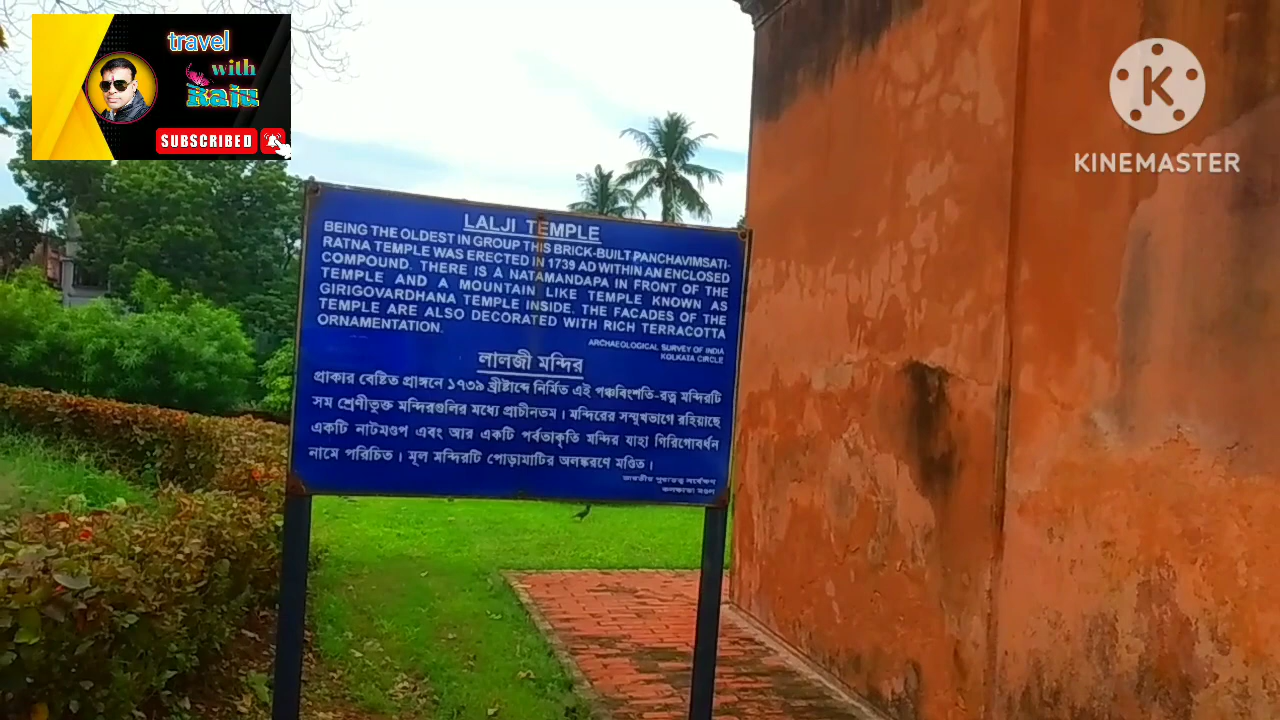 travel
with
Raju
SUBSCRIBED
K
KINEMASTER
LALJI TEMPLE
BEING THE OLDEST IN GROUP THIS BRICK-BUILT PANCHAVIMSATI-
RATNA TEMPLE WAS ERECTED IN 1739 AD WITHIN AN ENCLOSED
COMPOUND. THERE IS A NATAMANDAPA IN FRONT OF THE
TEMPLE AND A MOUNTAIN LIKE TEMPLE KNOWN AS
GIRIGOVARDHANA TEMPLE INSIDE. THE FACADES OF THE
TEMPLE ARE ALSO DECORATED WITH RICH TERRACOTTA
ORNAMENTATION.
ARCHAEOLOGICAL SURVEY OF INDIA
KOLKATA CIRCLE
লালজী মন্দির
প্রাকার বেষ্টিত প্রাঙ্গনে ১৭৩৯ খ্রীষ্টাব্দে নির্মিত এই পঞ্চবিংশতি-রত্ন মন্দিরটি
সম শ্রেণীভুক্ত মন্দিরগুলির মধ্যে প্রাচীনতম। মন্দিরের সম্মুখভাগে রহিয়াছে
একটি নাটমণ্ডপ এবং আর একটি পর্বতাকৃতি মন্দির যাহা গিরিগোবর্ধন
নামে পরিচিত। মূল মন্দিরটি পোড়ামাটির অলঙ্করণে মণ্ডিত।
ভারতীয় পুরাতত্ত্ব সর্বেক্ষণ
কলকাতা মণ্ডল